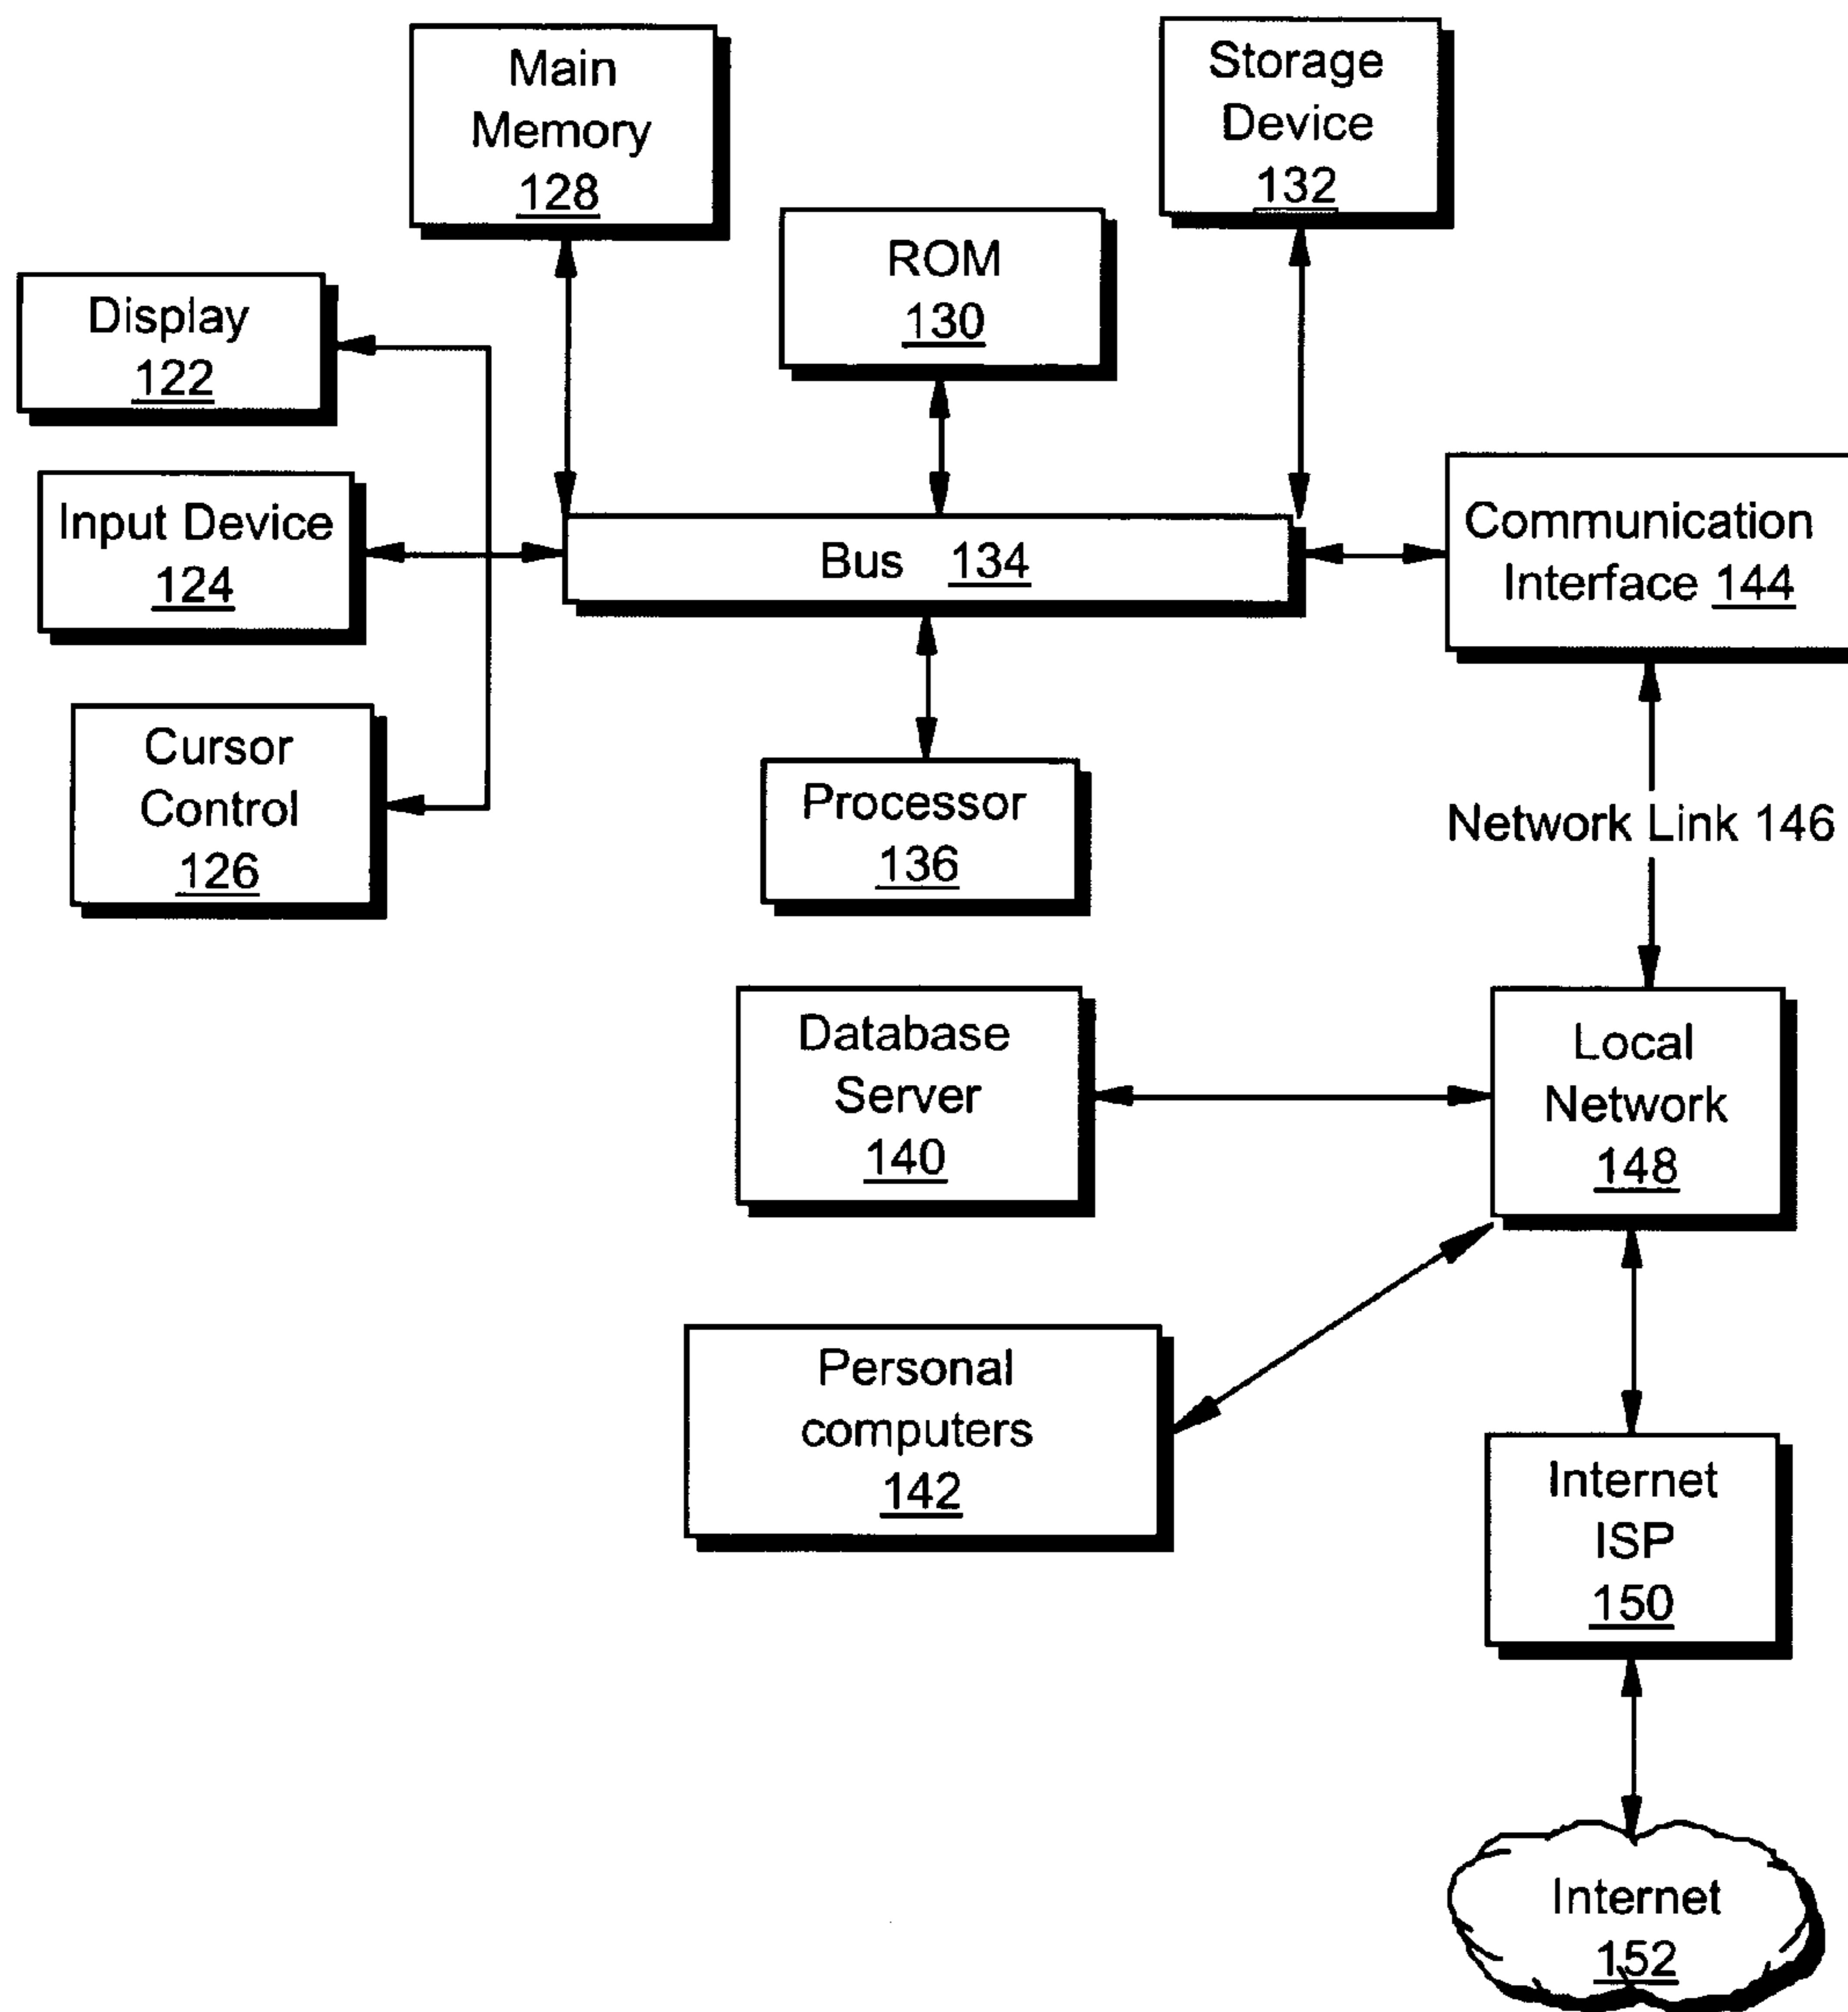 Main
Memory
128
Storage
Device
132
ROM
130
Display
122
Input Device
124
Bus 134
Communication
Interface 144
Cursor
Control
126
Processor
136
Network Link 146
Database
Server
140
Local
Network
148
Personal
computers
142
Internet
ISP
150
Internet
152